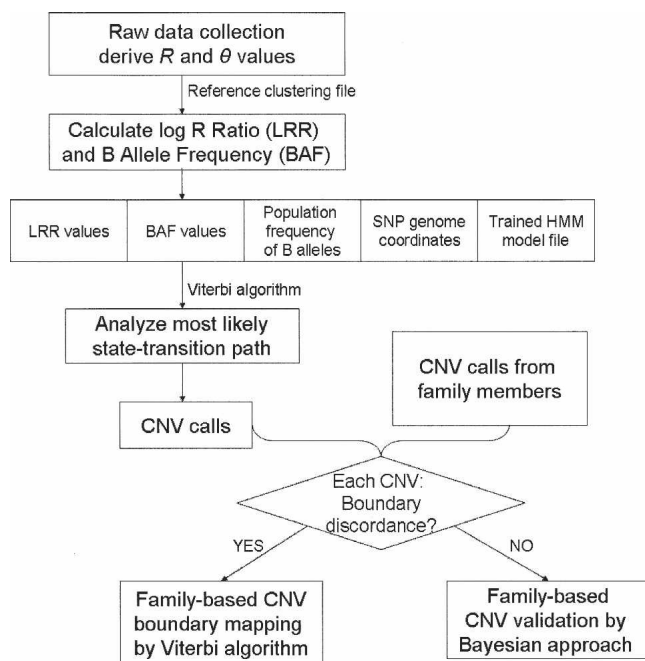 Raw data collection
derive R and θ values
Reference clustering file
Calculate log R Ratio (LRR)
and B Allele Frequency (BAF)
LRR values
BAF values
Population
frequency
of B alleles
SNP genome
coordinates
Trained HMM
model file
Viterbi algorithm
Analyze most likely
state-transition path
CNV calls from
family members
CNV calls
Each CNV:
Boundary
discordance?
YES
NO
Family-based CNV
boundary mapping
by Viterbi algorithm
Family-based
CNV validation by
Bayesian approach